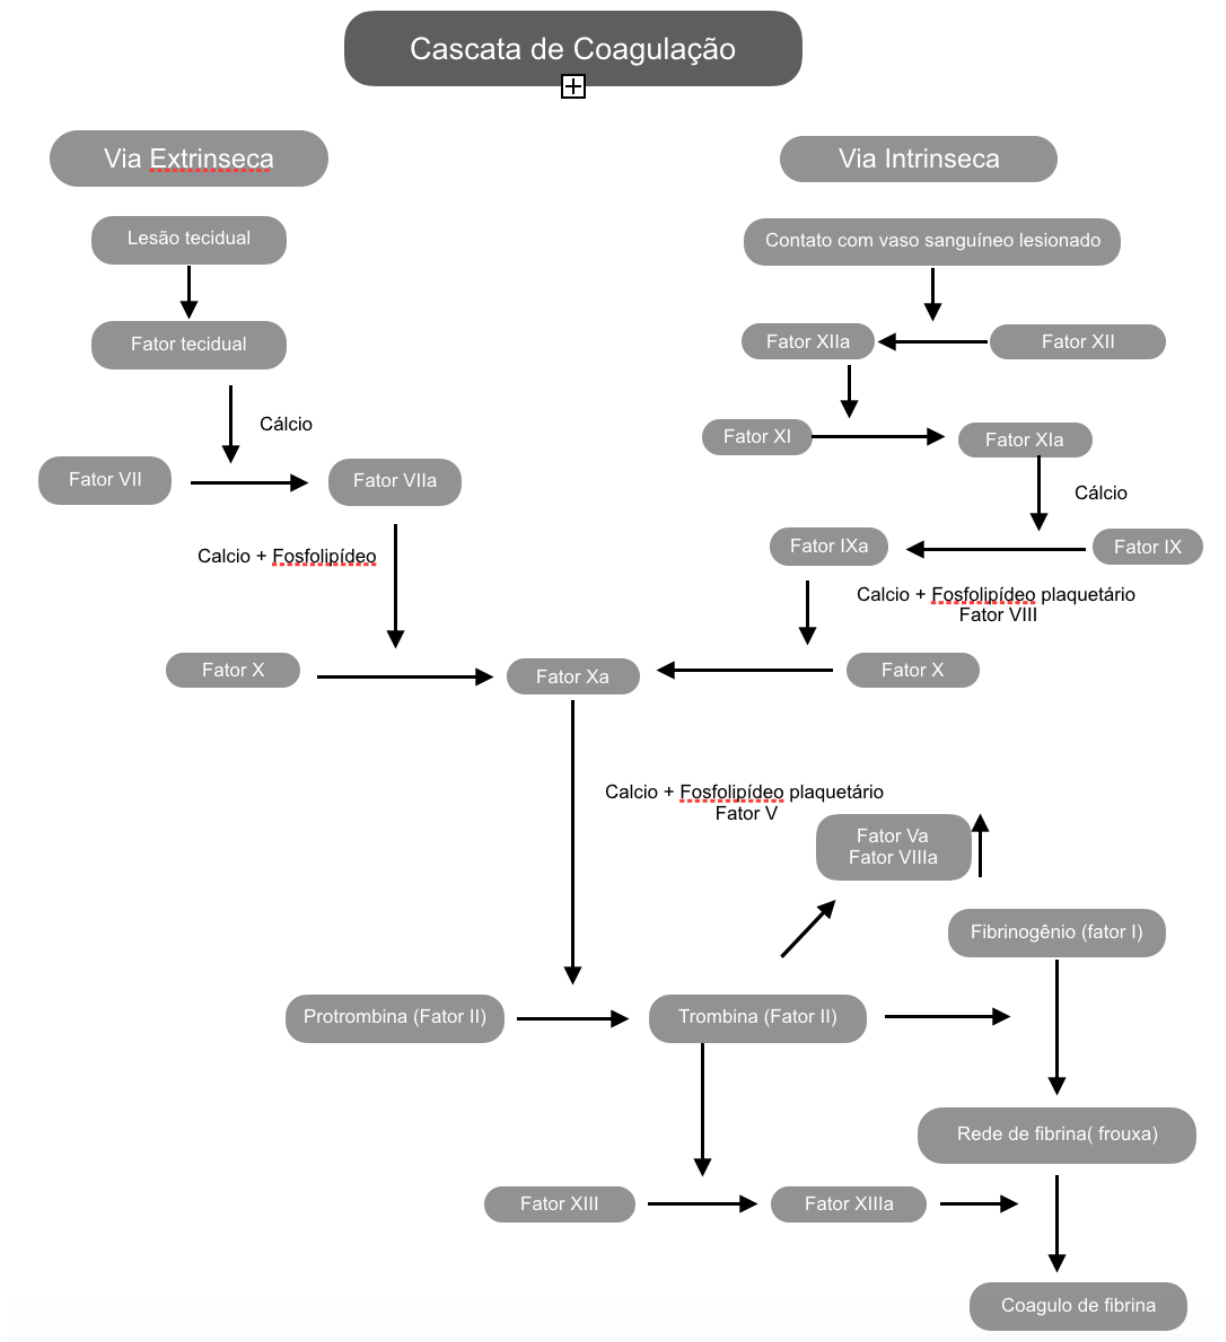 Cascata de Coagulação
Via Extrinseca
Via Intrinseca
Lesão tecidual
Contato com vaso sanguíneo lesionado
Fator tecidual
Fator XIIa
Fator XII
Cálcio
Fator XI
Fator XIa
Fator VII
Fator VIIa
Cálcio
Calcio + Fosfolipídeo
Fator IXa
Fator IX
Calcio + Fosfolipídeo plaquetário
Fator VIII
Fator X
Fator Xa
Fator X
Calcio + Fosfolipídeo plaquetário
Fator V
Fator Va
Fator VIIIa
Fibrinogênio (fator I)
Protrombina (Fator II)
Trombina (Fator II)
Rede de fibrina( frouxa)
Fator XIII
Fator XIIIa
Coagulo de fibrina